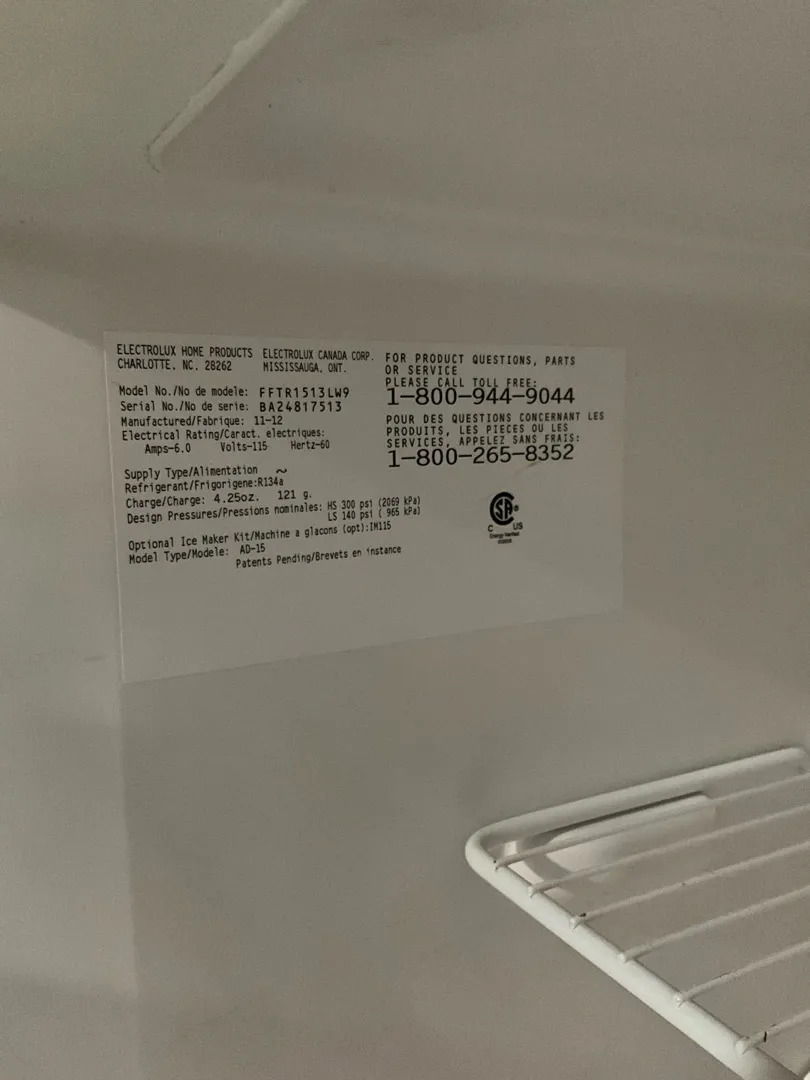 ELECTROLUX HOME PRODUCTS
CHARLOTTE, NC. 28262
ELECTROLUX CANADA CORP.
MISSISSAUGA, ONT.
Model No./No de modele: FFTR1513LW9
Serial No./No de serie: BA24817513
Manufactured/Fabrique: 11-12
Electrical Rating/Caract. electriques:
Amps-6.0 Volts-115 Hertz-60
Supply Type/Alimentation ~
Refrigerant/Frigorigene:R134a
Charge/Charge: 4.25oz. 121 g.
Design Pressures/Pressions nominales: HS 300 psi (2069 kPa)
LS 140 psi ( 965 kPa)
Optional Ice Maker Kit/Machine a glacons (opt):IM115
Model Type/Modele: AD-15
Patents Pending/Brevets en instance
FOR PRODUCT QUESTIONS, PARTS
OR SERVICE
PLEASE CALL TOLL FREE:
1-800-944-9044
POUR DES QUESTIONS CONCERNANT LES
PRODUITS, LES PIECES OU LES
SERVICES, APPELEZ SANS FRAIS:
1-800-265-8352
SA ®
C US
Energy Verified